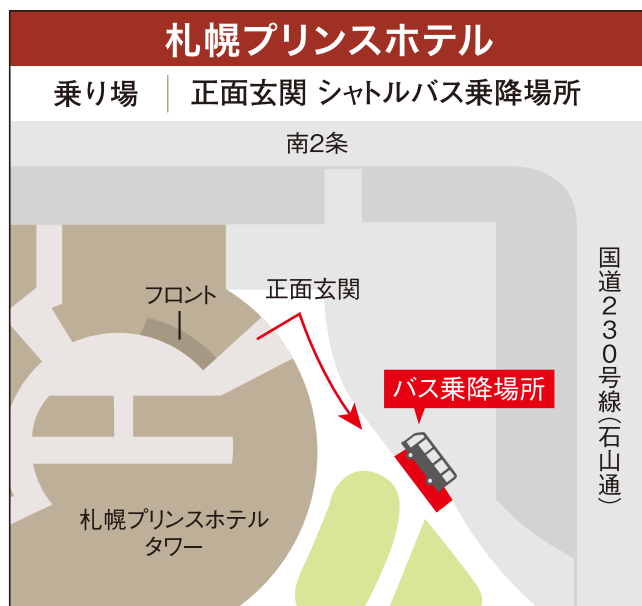 札幌プリンスホテル
乗り場 正面玄関 シャトルバス乗降場所
南2条
フロント
正面玄関
国道230号線(石山通)
バス乗降場所
札幌プリンスホテル
タワー